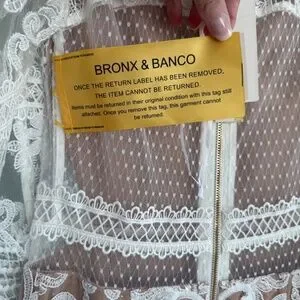 BRONX & BANCO
ONCE THE RETURN LABEL HAS BEEN REMOVED,
THE ITEM CANNOT BE RETURNED.
Items must be returned in their original condition with this tag still
attached. Once you remove this tag, this garment cannot
be returned.